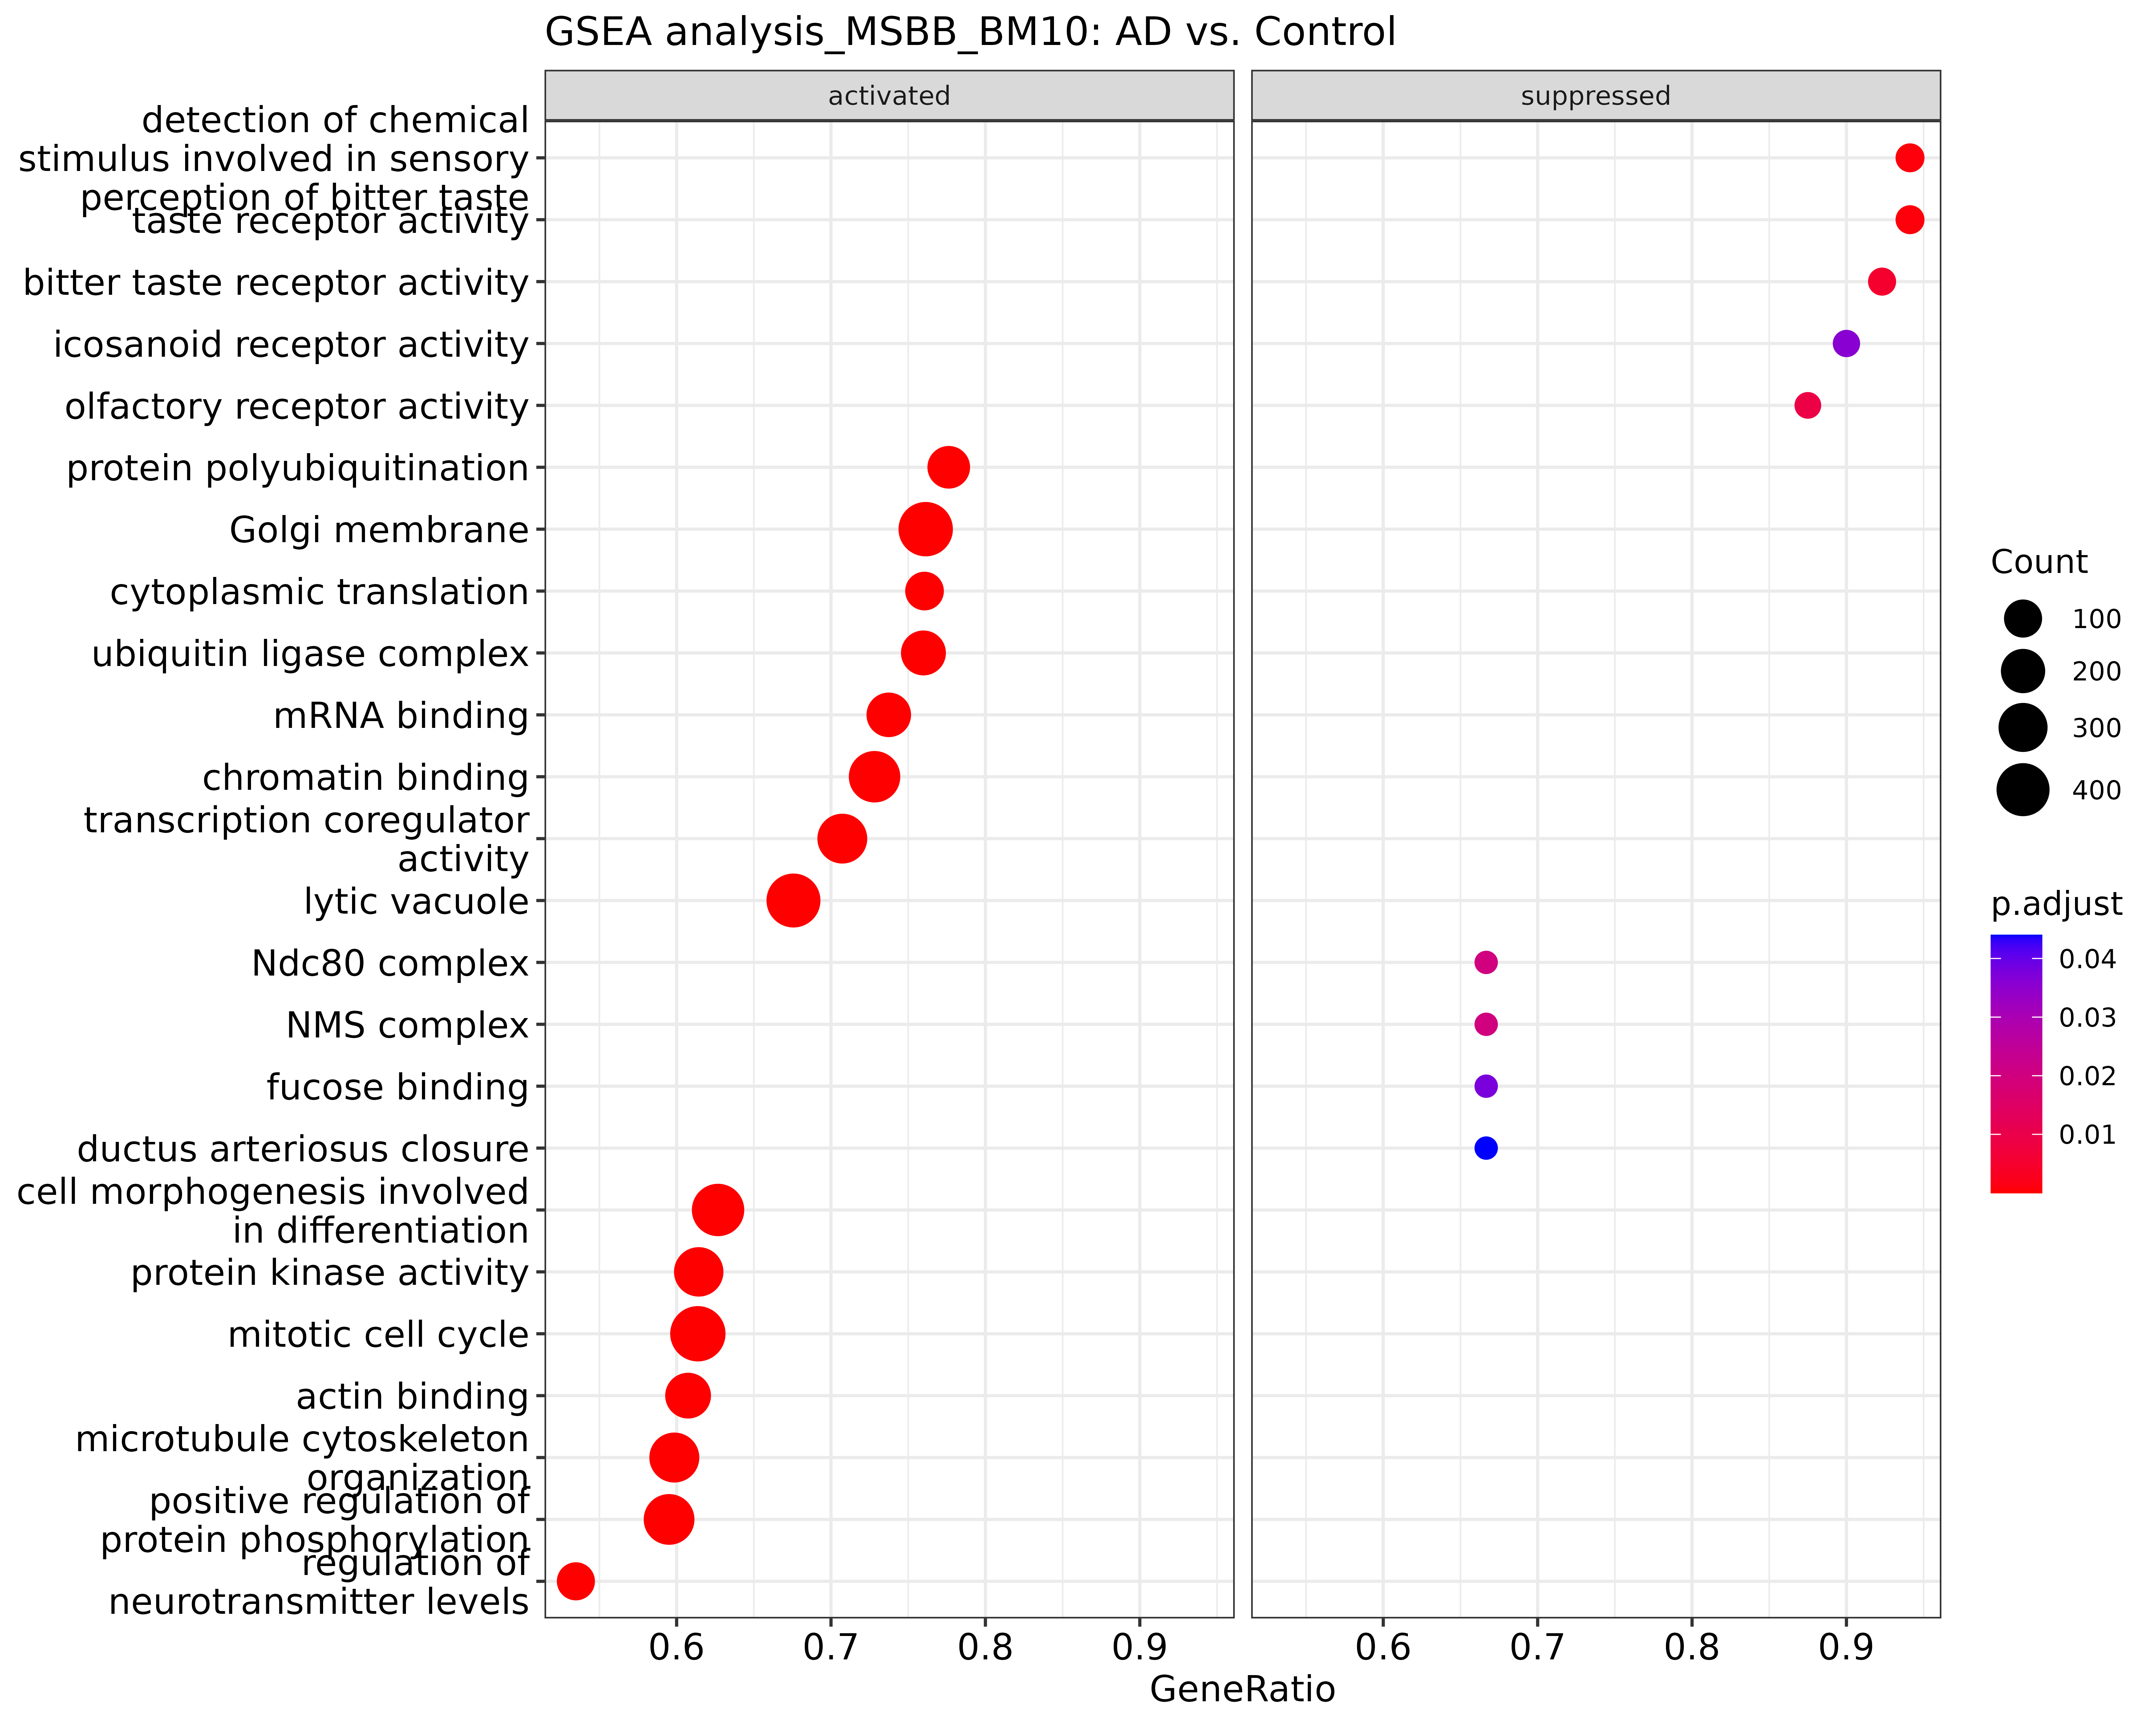 GSEA analysis_MSBB_BM10: AD vs. Control
activated
suppressed
detection of chemical
stimulus involved in sensory
perception of bitter taste
taste receptor activity
bitter taste receptor activity
icosanoid receptor activity
olfactory receptor activity
protein polyubiquitination
Golgi membrane
cytoplasmic translation
ubiquitin ligase complex
mRNA binding
chromatin binding
transcription coregulator
activity
lytic vacuole
Ndc80 complex
NMS complex
fucose binding
ductus arteriosus closure
cell morphogenesis involved
in differentiation
protein kinase activity
mitotic cell cycle
actin binding
microtubule cytoskeleton
organization
positive regulation of
protein phosphorylation
regulation of
neurotransmitter levels
0.6 0.7 0.8 0.9
0.6 0.7 0.8 0.9
GeneRatio
Count
100
200
300
400
p.adjust
0.04
0.03
0.02
0.01